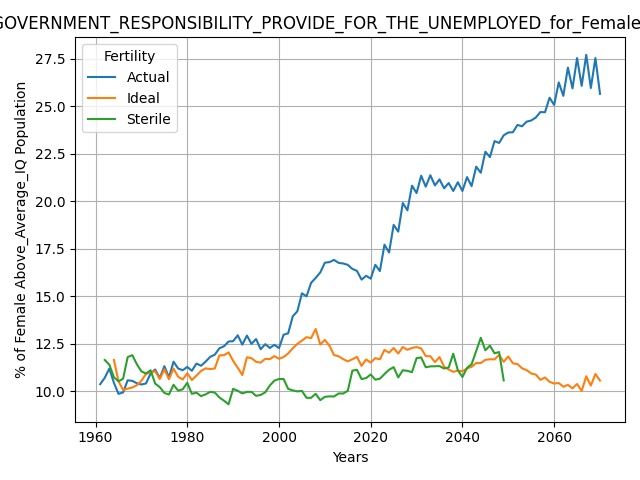 GOVERNMENT_RESPONSIBILITY_PROVIDE_FOR_THE_UNEMPLOYED_for_Female
27.5
25.0
22.5
20.0
17.5
15.0
12.5
10.0
% of Female Above_Average_IQ Population
Fertility
Actual
Ideal
Sterile
1960
1980
2000
2020
2040
2060
Years